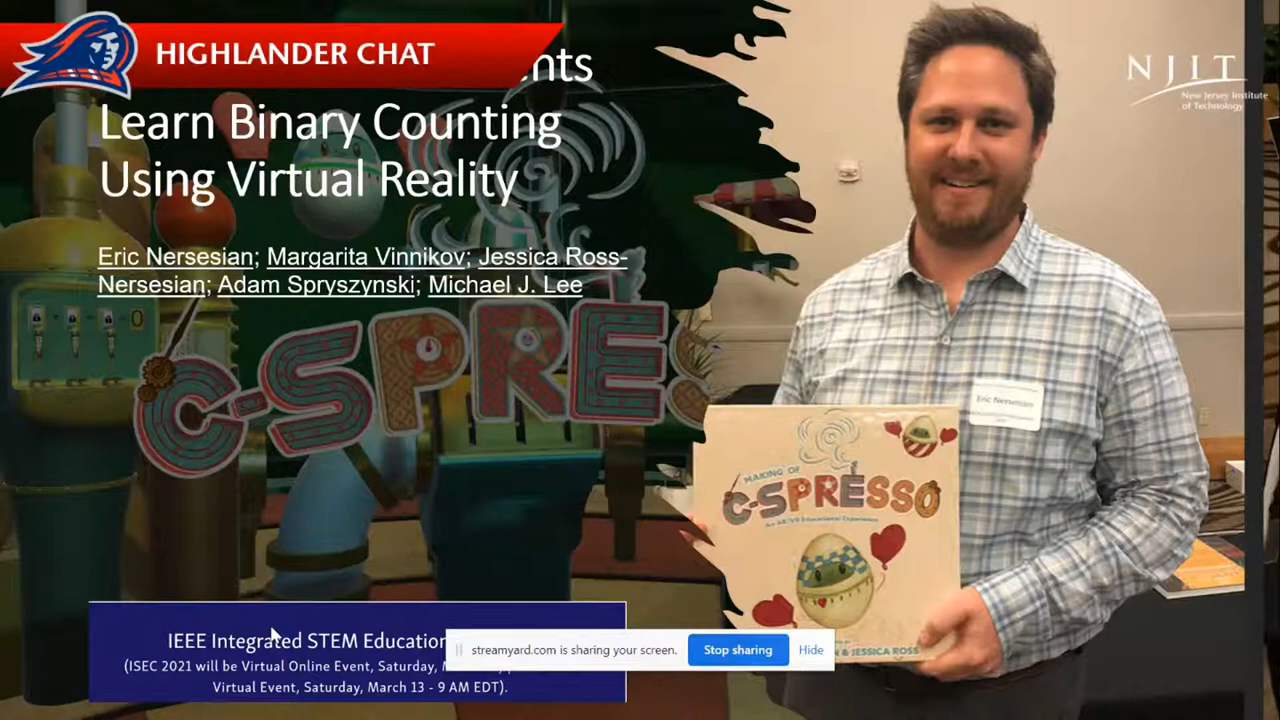 HIGHLANDER CHAT
nts
Learn Binary Counting
Using Virtual Reality
Eric Nersesian; Margarita Vinnikov; Jessica Ross-
Nersesian; Adam Spryszynski; Michael J. Lee
C-SPRES
0
IEEE Integrated STEM Education
(ISEC 2021 will be Virtual Online Event, Saturday,
Virtual Event, Saturday, March 13 - 9 AM EDT).
streamyard.com is sharing your screen.
Stop sharing
Hide
NJIT
New Jersey Institute
of Technology
Eric Nersesian
MAKING OF
C-SPRESSO
An AR/VR Educational Experience
N & JESSICA ROSS